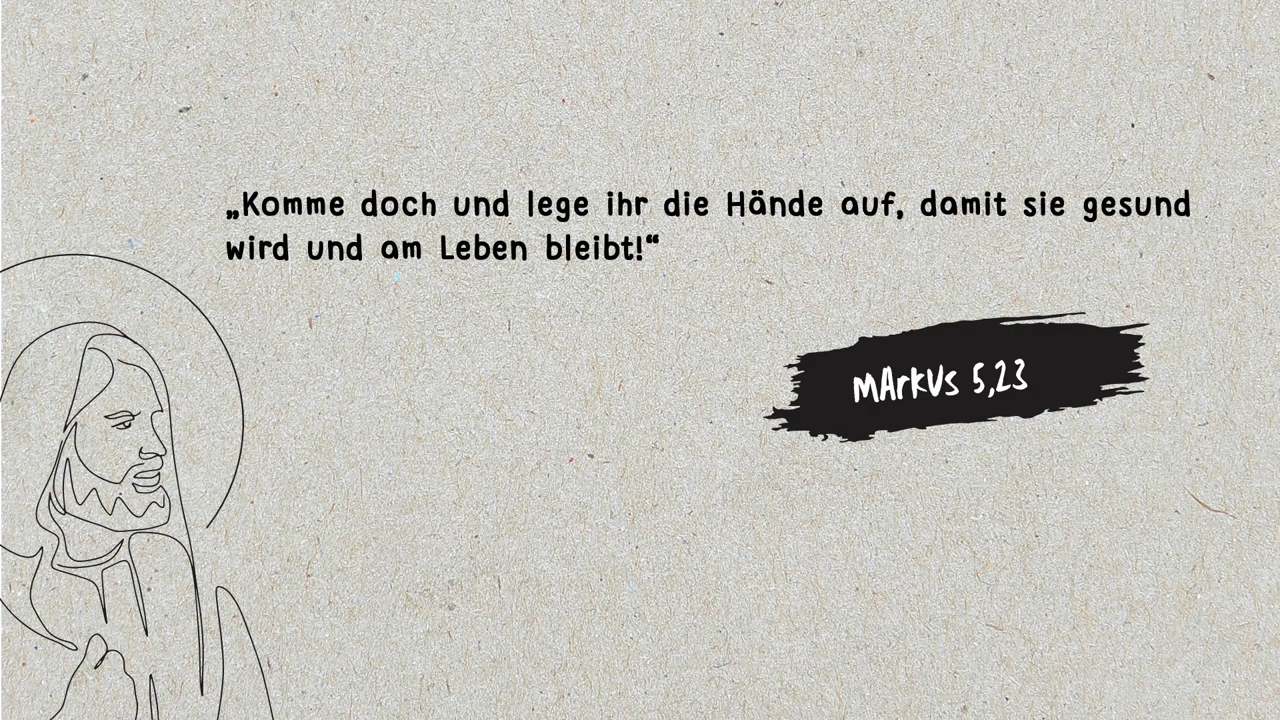 „Komme doch und lege ihr die Hände auf, damit sie gesund
wird und am Leben bleibt!“
mArkUs 5,23